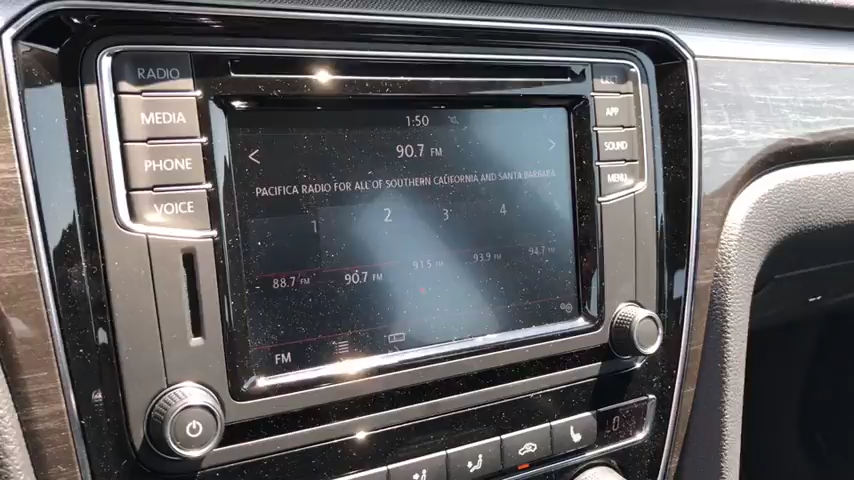 RADIO
MEDIA
PHONE
VOICE
APP
SOUND
MENU
1:50
90.7 FM
PACIFICA RADIO FOR ALL OF SOUTHERN CALIFORNIA AND SANTA BARBARA
1 2 3 4
88.7 FM 90.7 FM 91.5 FM 93.9 FM 94.7 FM
FM
0